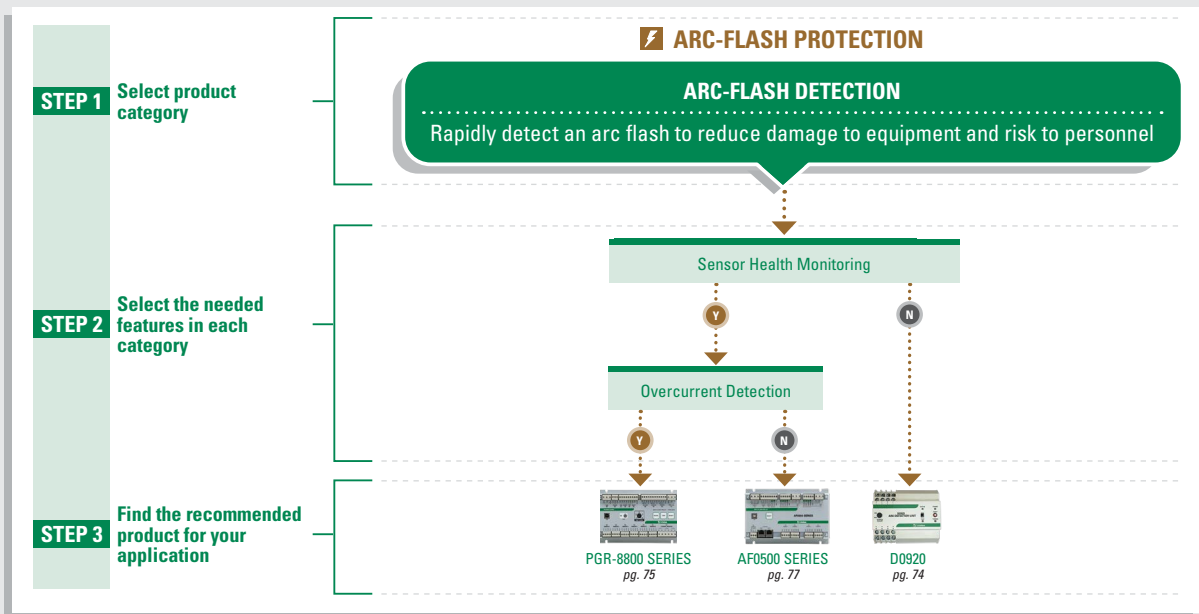 ARC-FLASH PROTECTION
STEP 1
Select product
category
ARC-FLASH DETECTION
Rapidly detect an arc flash to reduce damage to equipment and risk to personnel
STEP 2
Select the needed
features in each
category
Sensor Health Monitoring
Y
N
Overcurrent Detection
Y
N
STEP 3
Find the recommended
product for your
application
PGR-8800 SERIES
pg. 75
AF0500 SERIES
pg. 77
D0920
pg. 74